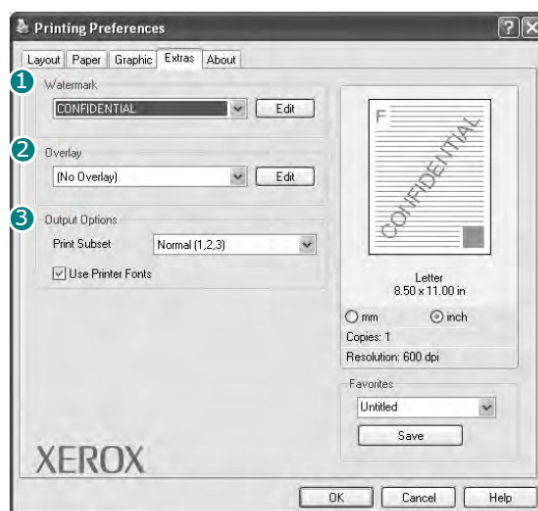 Printing Preferences
Layout Paper Graphic Extras About
1 Watermark
CONFIDENTIAL Edit
2 Overlay
(No Overlay) Edit
3 Output Options
Print Subset Normal (1,2,3)
Use Printer Fonts
F
CONFIDENTIAL
Letter
8.50 x 11.00 in
mm inch
Copies: 1
Resolution: 600 dpi
Favorites
Untitled
Save
XEROX
OK Cancel Help